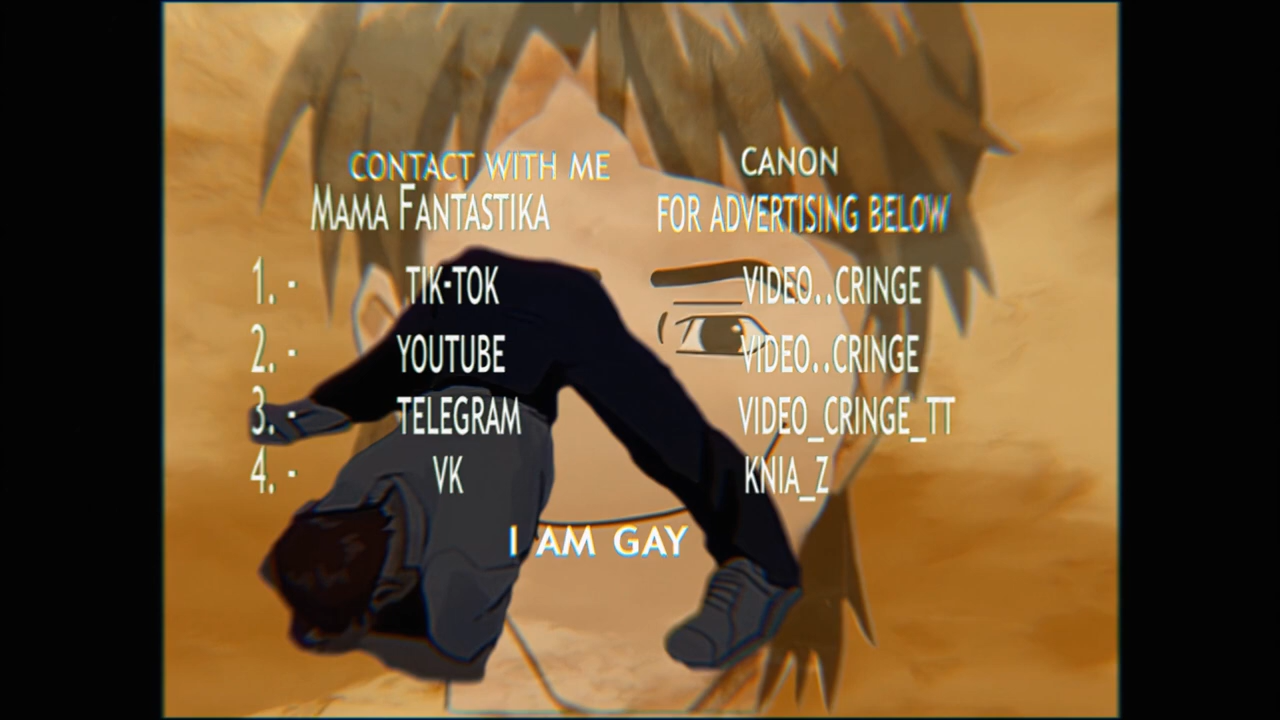 CONTACT WITH ME CANON
MAMA FANTASTIKA FOR ADVERTISING BELOW
1. - TIK-TOK VIDEO..CRINGE
2. - YOUTUBE VIDEO..CRINGE
3. - TELEGRAM VIDEO_CRINGE_TT
4. - VK KNIA_Z
I AM GAY